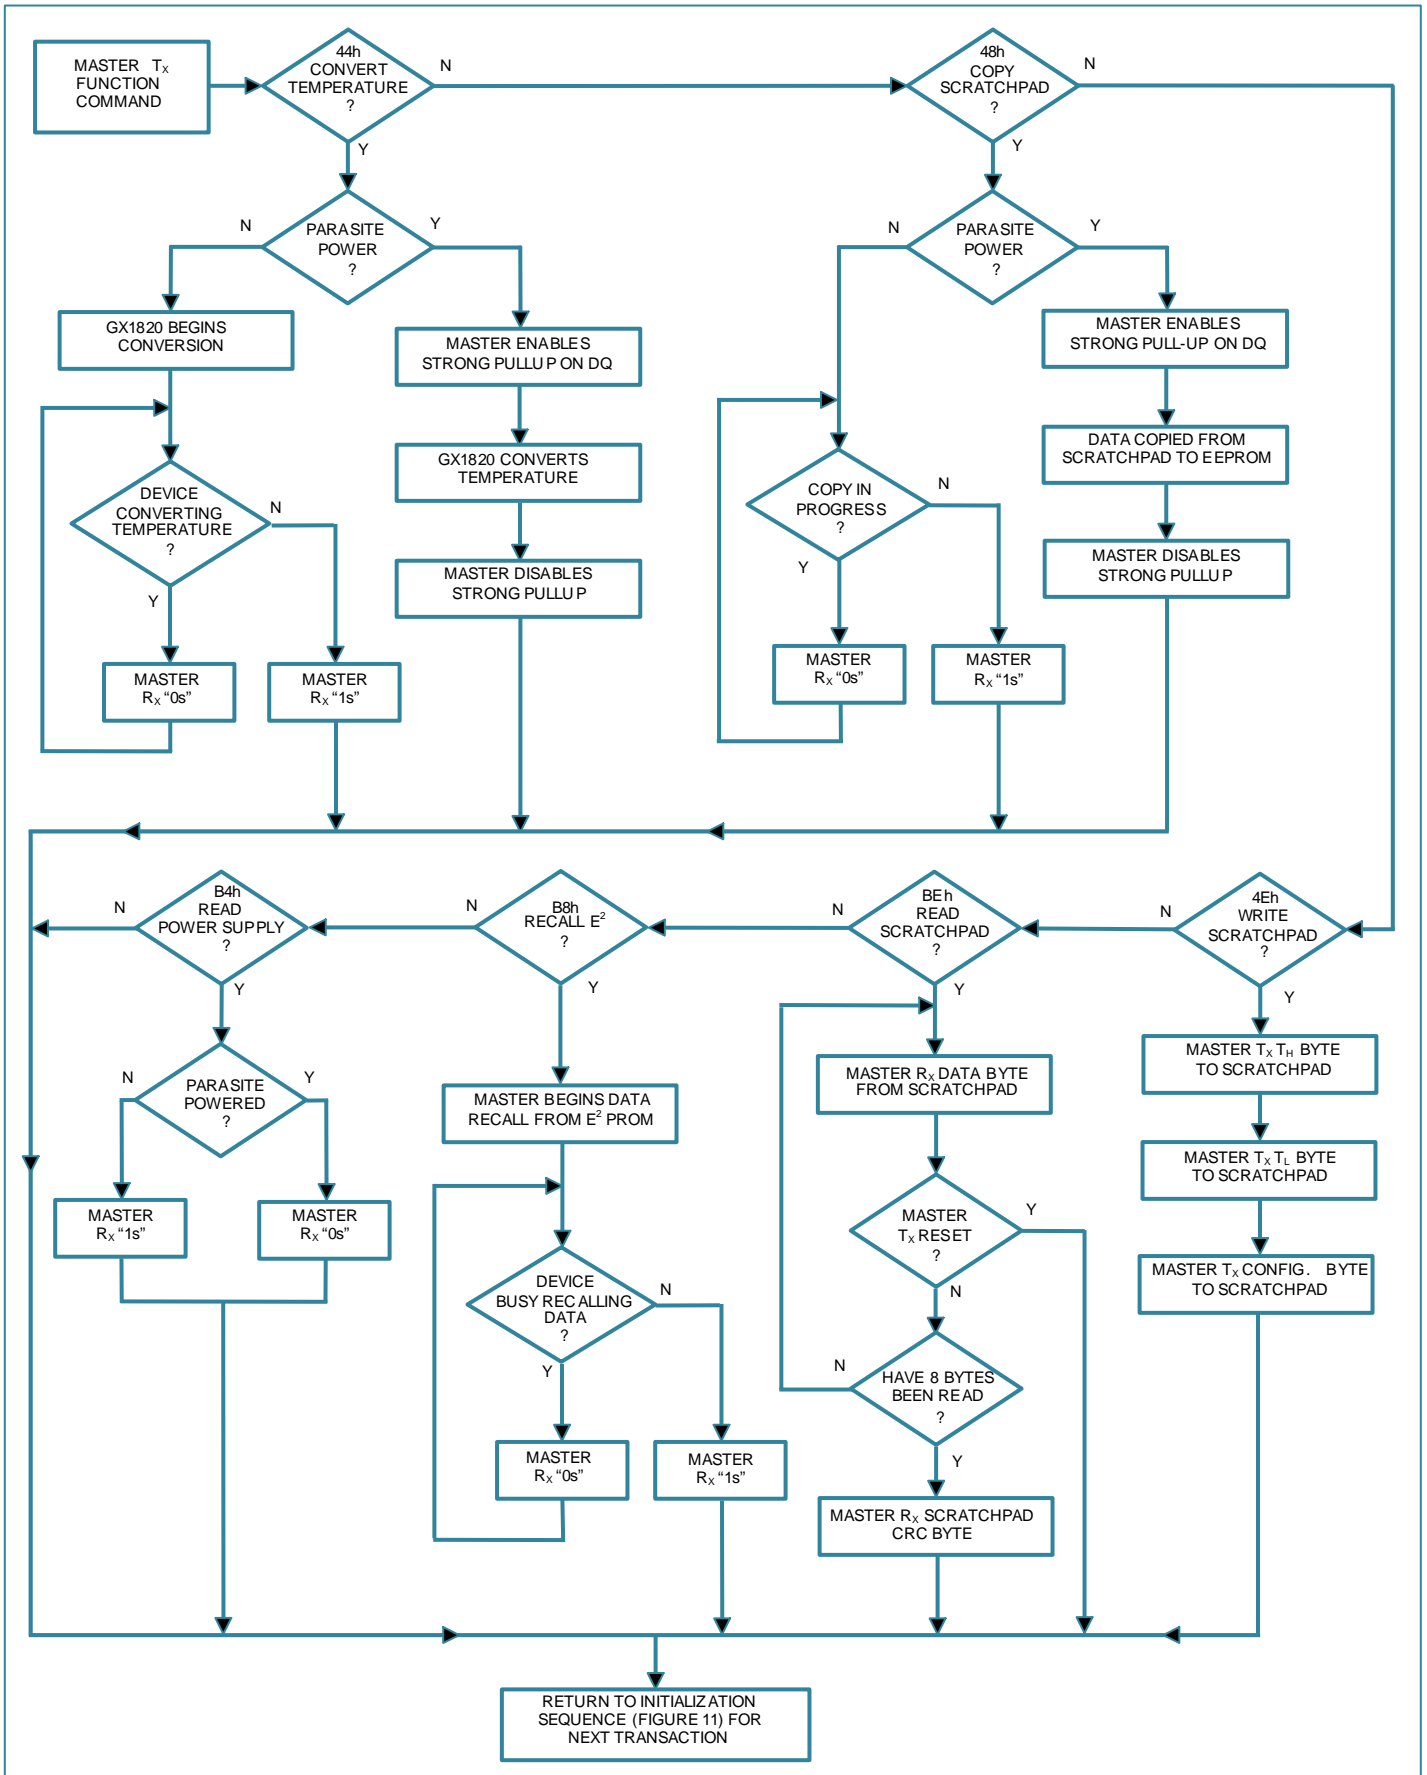 MASTER TX
FUNCTION
COMMAND
44h
CONVERT
TEMPERATURE
?
N
Y
48h
COPY
SCRATCHPAD
?
N
Y
PARASITE
POWER
?
N
Y
PARASITE
POWER
?
N
Y
GX1820 BEGINS
CONVERSION
MASTER ENABLES
STRONG PULLUP ON DQ
MASTER ENABLES
STRONG PULL-UP ON DQ
GX1820 CONVERTS
TEMPERATURE
DATA COPIED FROM
SCRATCHPAD TO EEPROM
DEVICE
CONVERTING
TEMPERATURE
?
N
Y
COPY IN
PROGRESS
?
N
Y
MASTER DISABLES
STRONG PULLUP
MASTER DISABLES
STRONG PULLUP
MASTER
RX “0s”
MASTER
RX “1s”
MASTER
RX “0s”
MASTER
RX “1s”
B4h
READ
POWER SUPPLY
?
N
Y
B8h
RECALL E²
?
N
Y
BEh
READ
SCRATCHPAD
?
N
Y
4Eh
WRITE
SCRATCHPAD
?
N
Y
PARASITE
POWERED
?
N
Y
MASTER BEGINS DATA
RECALL FROM E² PROM
MASTER RX DATA BYTE
FROM SCRATCHPAD
MASTER TX TH BYTE
TO SCRATCHPAD
MASTER TX TL BYTE
TO SCRATCHPAD
MASTER
RX “1s”
MASTER
RX “0s”
MASTER
TX RESET
?
Y
N
MASTER TX CONFIG. BYTE
TO SCRATCHPAD
DEVICE
BUSY RECALLING
DATA
?
N
Y
HAVE 8 BYTES
BEEN READ
?
N
Y
MASTER
RX “0s”
MASTER
RX “1s”
MASTER RX SCRATCHPAD
CRC BYTE
RETURN TO INITIALIZATION
SEQUENCE (FIGURE 11) FOR
NEXT TRANSACTION